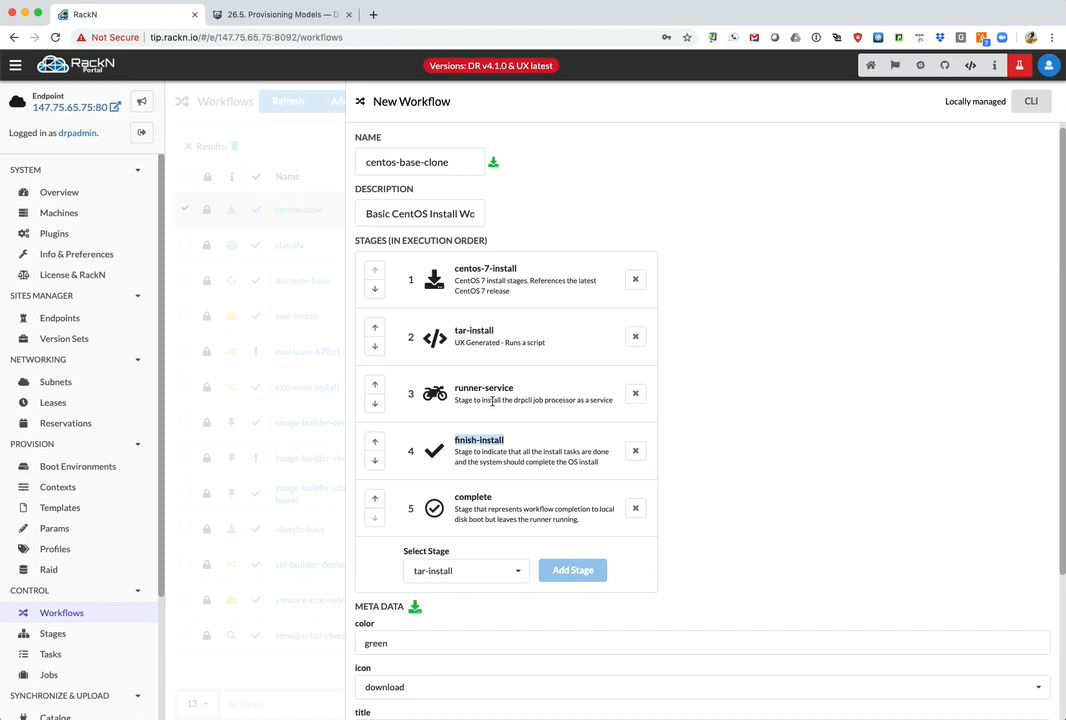 RackN
26.5. Provisioning Models — D
Not Secure
tip.rackn.io/#/e/147.75.65.75:8092/workflows
RackN
Portal
Versions: DR v4.1.0 & UX latest
Endpoint
147.75.65.75:80
Logged in as drpadmin.
SYSTEM
Overview
Machines
Plugins
Info & Preferences
License & RackN
SITES MANAGER
Endpoints
Version Sets
NETWORKING
Subnets
Leases
Reservations
PROVISION
Boot Environments
Contexts
Templates
Params
Profiles
Raid
CONTROL
Workflows
Stages
Tasks
Jobs
SYNCHRONIZE & UPLOAD
Catalog
Workflows
Refresh
Add
Results:
Name
centos-base
classify
discover-base
esxi-install
esxi-vsan-670u1-
esxi-vsan-install
image-builder-cen
image-builder-rhe
image-builder-ub
bionic
ubuntu-base
vcf-builder-deploy
vmware-esxi-sele
vmware-hci-check
13
No Filters
New Workflow
Locally managed
CLI
NAME
centos-base-clone
DESCRIPTION
Basic CentOS Install Wo
STAGES (IN EXECUTION ORDER)
1
centos-7-install
CentOS 7 install stages. References the latest
CentOS 7 release
2
tar-install
UX Generated - Runs a script
3
runner-service
Stage to install the drpcli job processor as a service
4
finish-install
Stage to indicate that all the install tasks are done
and the system should complete the OS install
5
complete
Stage that represents workflow completion to local
disk boot but leaves the runner running.
Select Stage
tar-install
Add Stage
META DATA
color
green
icon
download
title